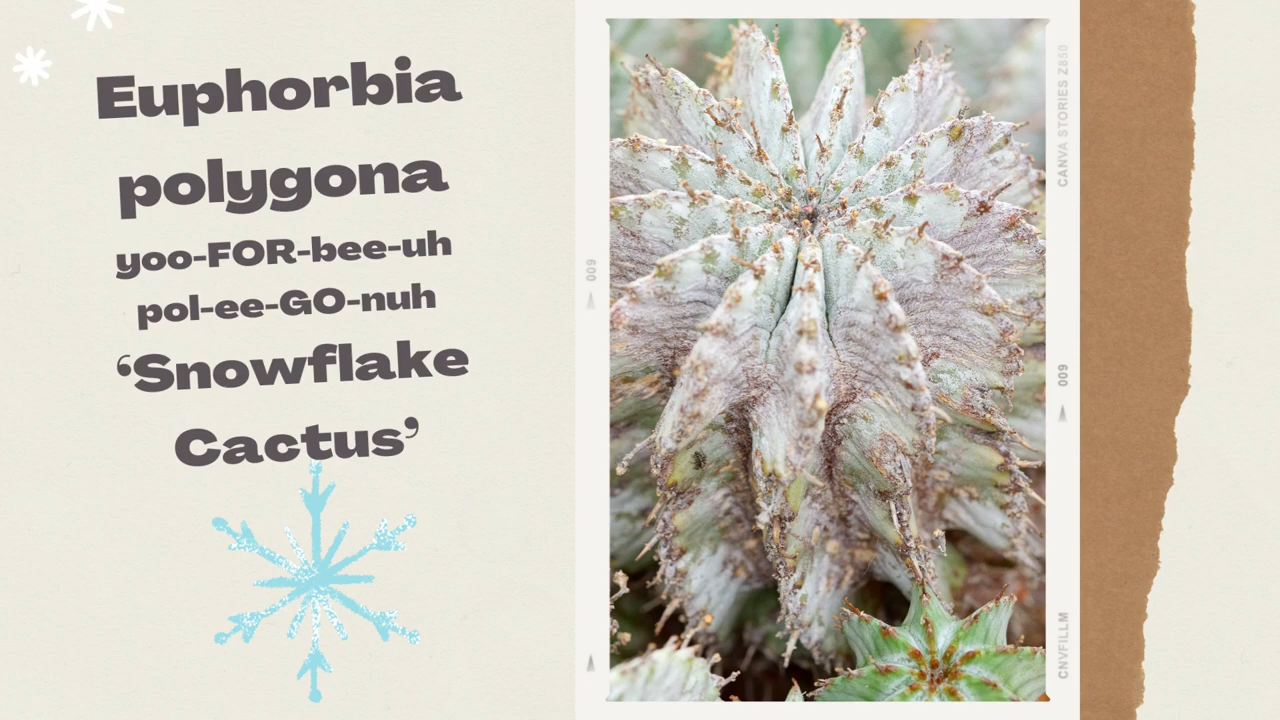 Euphorbia
polygona
yoo-FOR-bee-uh
pol-ee-GO-nuh
‘Snowflake
Cactus’
009
CANVA STORIES Z850
009
CNVFILLM